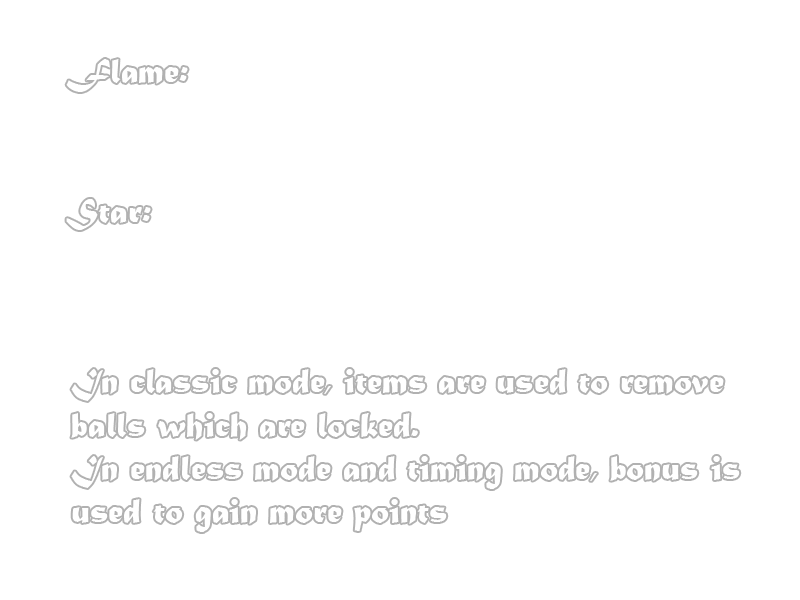 Flame:
Star:
In classic mode, items are used to remove
balls which are locked.
In endless mode and timing mode, bonus is
used to gain more points